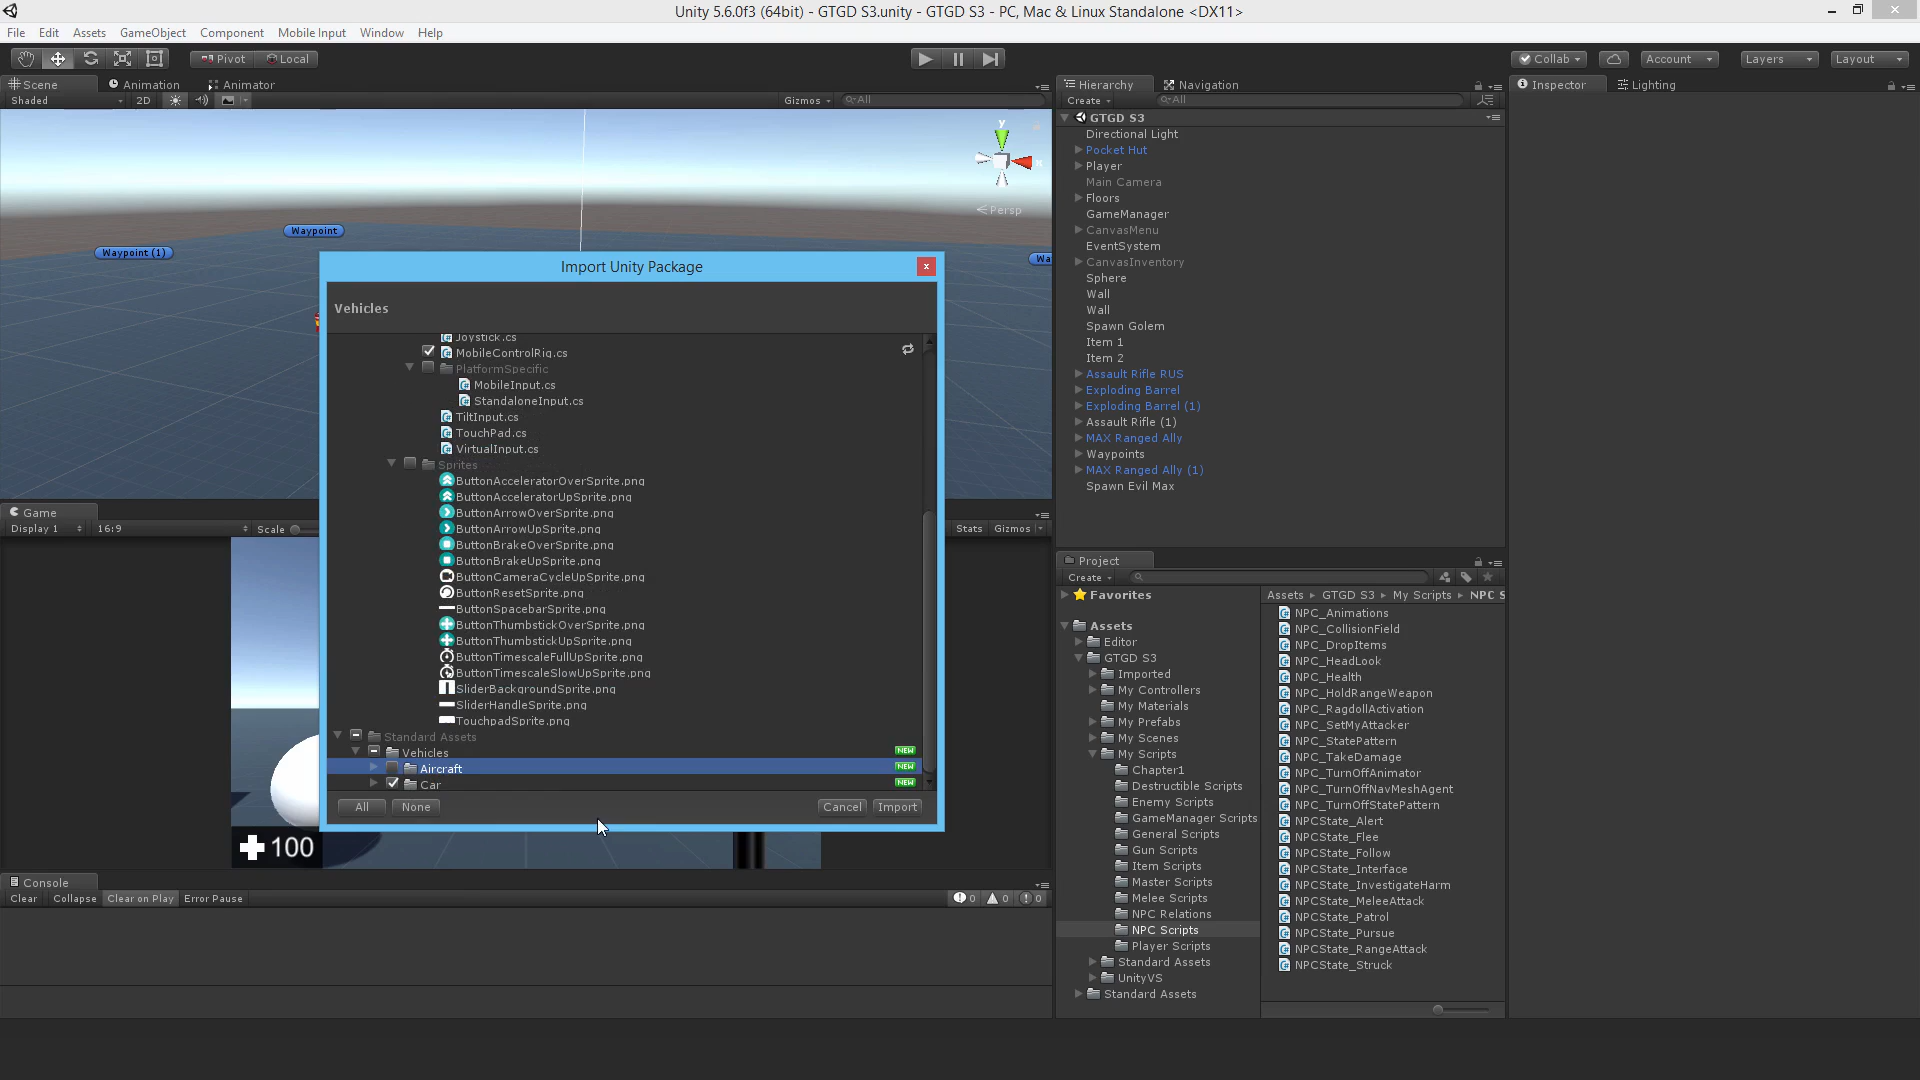 Unity 5.6.0f3 (64bit) - GTGD S3.unity - GTGD S3 - PC, Mac & Linux Standalone <DX11>
File Edit Assets GameObject Component Mobile Input Window Help
Pivot Local Collab Account Layers Layout
Scene Animation Animator
Shaded 2D Gizmos All
y
x
Persp
Waypoint
Waypoint (1)
Wa
Import Unity Package
x
Vehicles
Joystick.cs
MobileControlRig.cs
PlatformSpecific
MobileInput.cs
StandaloneInput.cs
TiltInput.cs
TouchPad.cs
VirtualInput.cs
Sprites
ButtonAcceleratorOverSprite.png
ButtonAcceleratorUpSprite.png
ButtonArrowOverSprite.png
ButtonArrowUpSprite.png
ButtonBrakeOverSprite.png
ButtonBrakeUpSprite.png
ButtonCameraCycleUpSprite.png
ButtonResetSprite.png
ButtonSpacebarSprite.png
ButtonThumbstickOverSprite.png
ButtonThumbstickUpSprite.png
ButtonTimescaleFullUpSprite.png
ButtonTimescaleSlowUpSprite.png
SliderBackgroundSprite.png
SliderHandleSprite.png
TouchpadSprite.png
Standard Assets
Vehicles NEW
Aircraft NEW
Car NEW
All None Cancel Import
Game
Display 1 16:9 Scale Stats Gizmos
100
Console
Clear Collapse Clear on Play Error Pause 0 0 0
Hierarchy Navigation
Create All
GTGD S3
Directional Light
Pocket Hut
Player
Main Camera
Floors
GameManager
CanvasMenu
EventSystem
CanvasInventory
Sphere
Wall
Wall
Spawn Golem
Item 1
Item 2
Assault Rifle RUS
Exploding Barrel
Exploding Barrel (1)
Assault Rifle (1)
MAX Ranged Ally
Waypoints
MAX Ranged Ally (1)
Spawn Evil Max
Project
Create
Favorites
Assets
Editor
GTGD S3
Imported
My Controllers
My Materials
My Prefabs
My Scenes
My Scripts
Chapter1
Destructible Scripts
Enemy Scripts
GameManager Scripts
General Scripts
Gun Scripts
Item Scripts
Master Scripts
Melee Scripts
NPC Relations
NPC Scripts
Player Scripts
Standard Assets
UnityVS
Standard Assets
Assets GTGD S3 My Scripts NPC S
NPC_Animations
NPC_CollisionField
NPC_DropItems
NPC_HeadLook
NPC_Health
NPC_HoldRangeWeapon
NPC_RagdollActivation
NPC_SetMyAttacker
NPC_StatePattern
NPC_TakeDamage
NPC_TurnOffAnimator
NPC_TurnOffNavMeshAgent
NPC_TurnOffStatePattern
NPCState_Alert
NPCState_Flee
NPCState_Follow
NPCState_Interface
NPCState_InvestigateHarm
NPCState_MeleeAttack
NPCState_Patrol
NPCState_Pursue
NPCState_RangeAttack
NPCState_Struck
Inspector Lighting